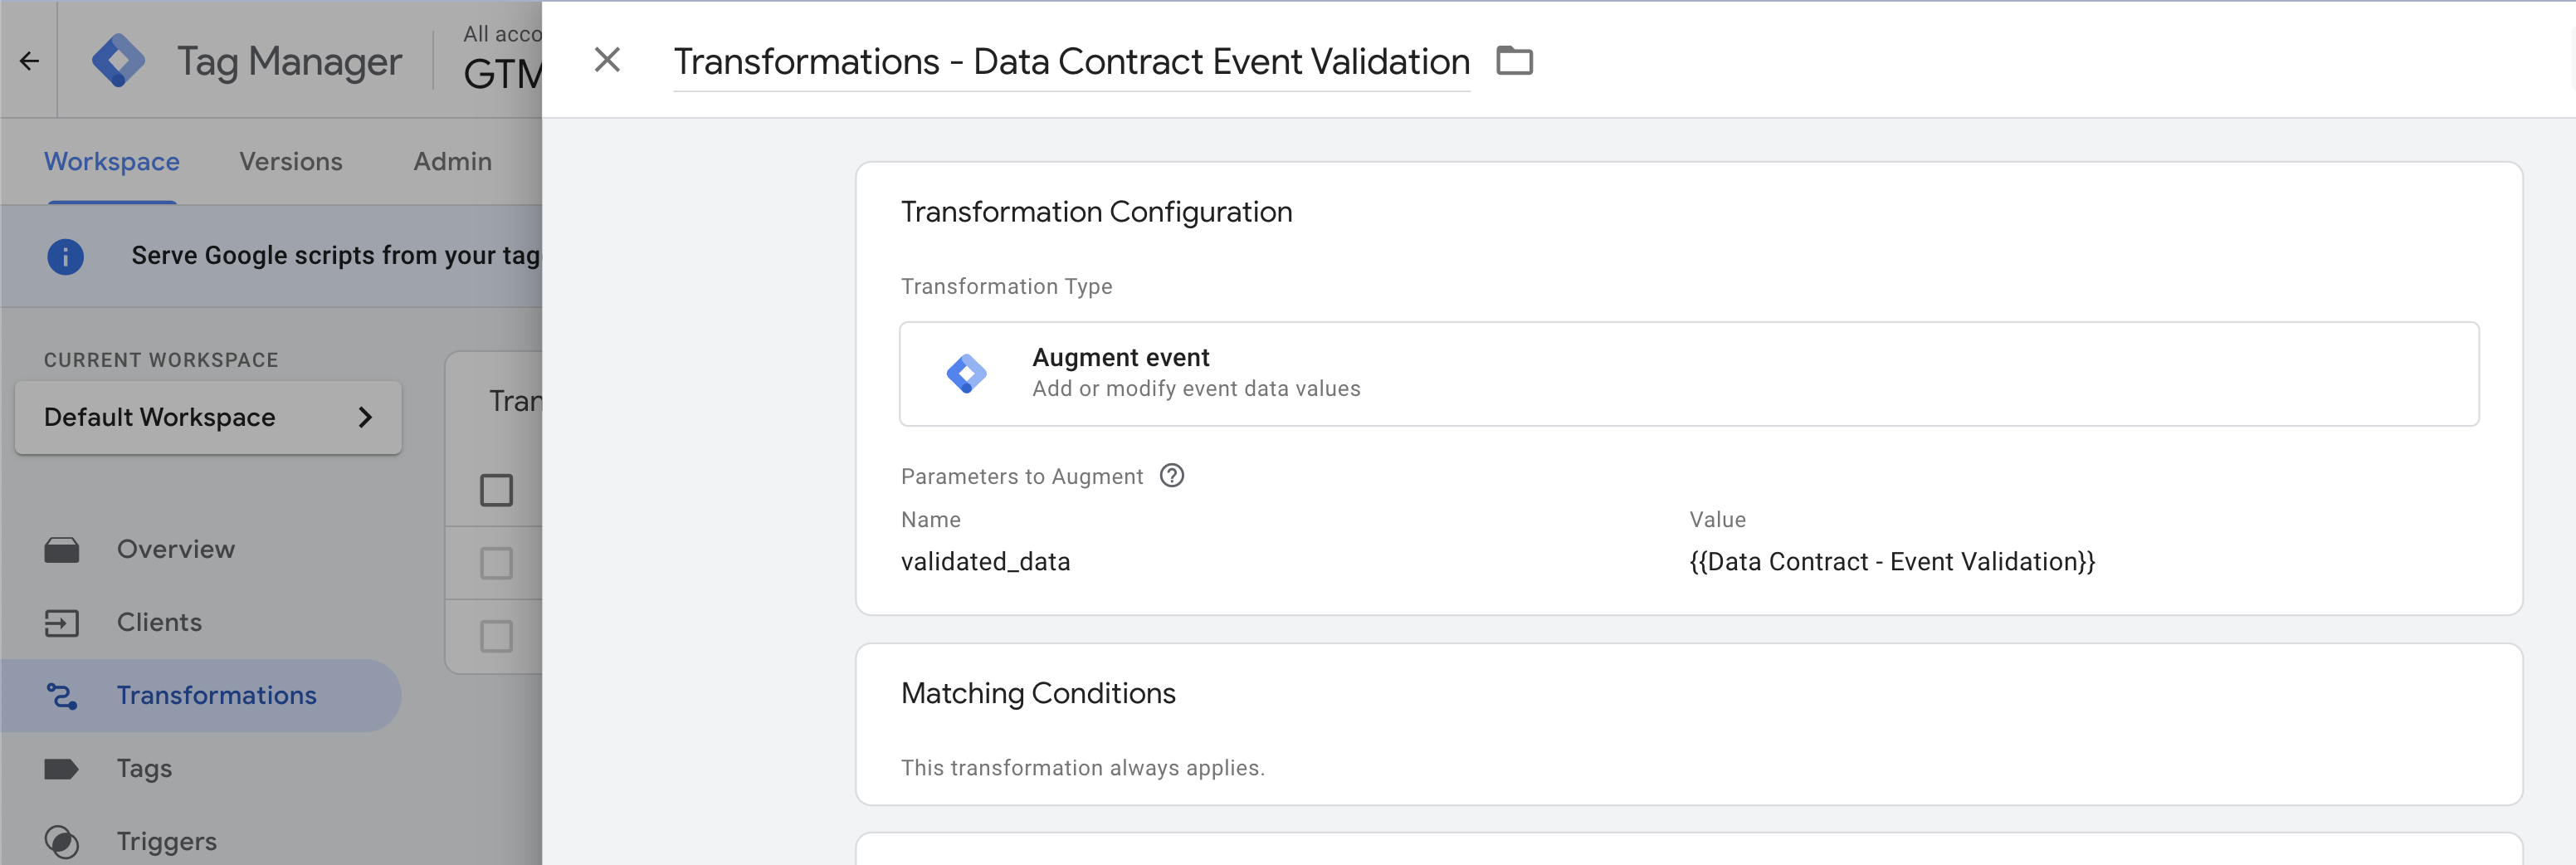 Tag Manager
All acco
GTM
Transformations - Data Contract Event Validation
Workspace
Versions
Admin
Serve Google scripts from your tag
CURRENT WORKSPACE
Default Workspace
Overview
Clients
Transformations
Tags
Triggers
Tran
Transformation Configuration
Transformation Type
Augment event
Add or modify event data values
Parameters to Augment
Name
Value
validated_data
{{Data Contract - Event Validation}}
Matching Conditions
This transformation always applies.